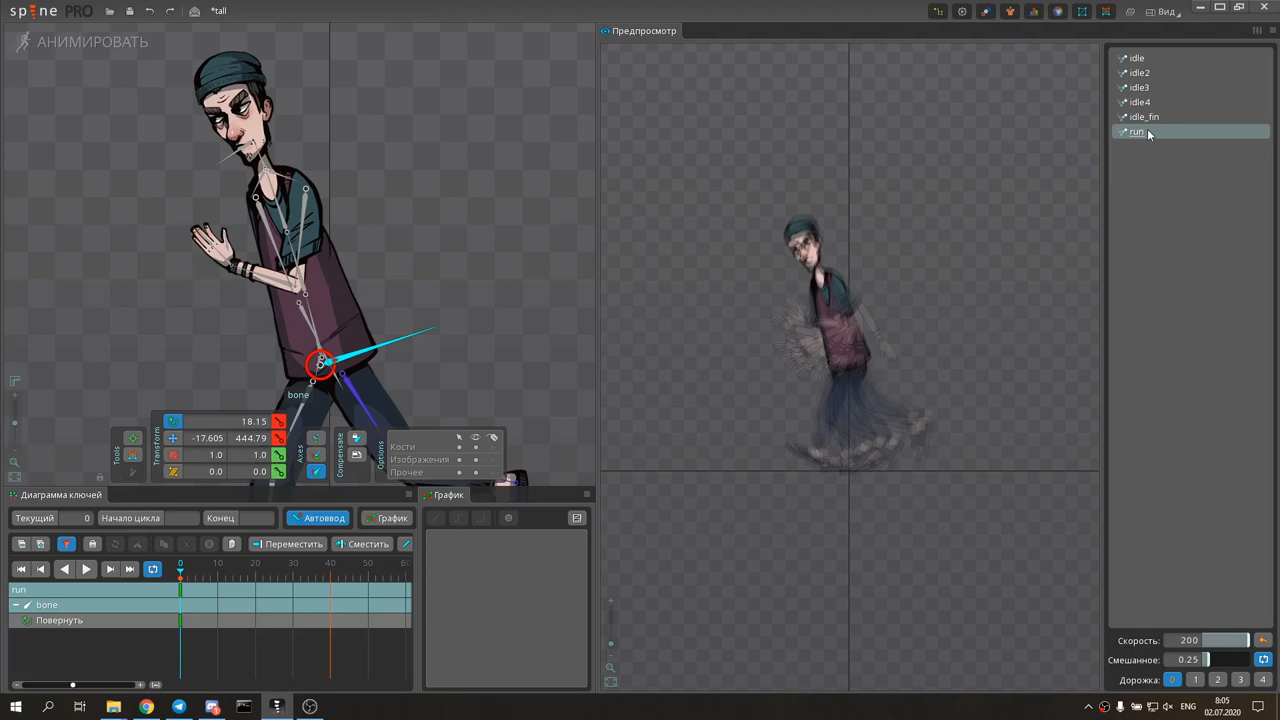 spine PRO
*tall
Вид
АНИМИРОВАТЬ
Предпросмотр
idle
idle2
idle3
idle4
idle_fin
run
bone
Tools
Transform
18.15
-17.605 444.79
1.0 1.0
0.0 0.0
Axes
Compensate
Options
Кости
Изображения
Прочее
Диаграмма ключей
График
Текущий 0
Начало цикла
Конец
Автоввод
График
Переместить
Сместить
0 10 20 30 40 50 60
run
bone
Повернуть
Скорость: 200
Смешанное: 0.25
Дорожка: 0 1 2 3 4
ENG
8:05
02.07.2020